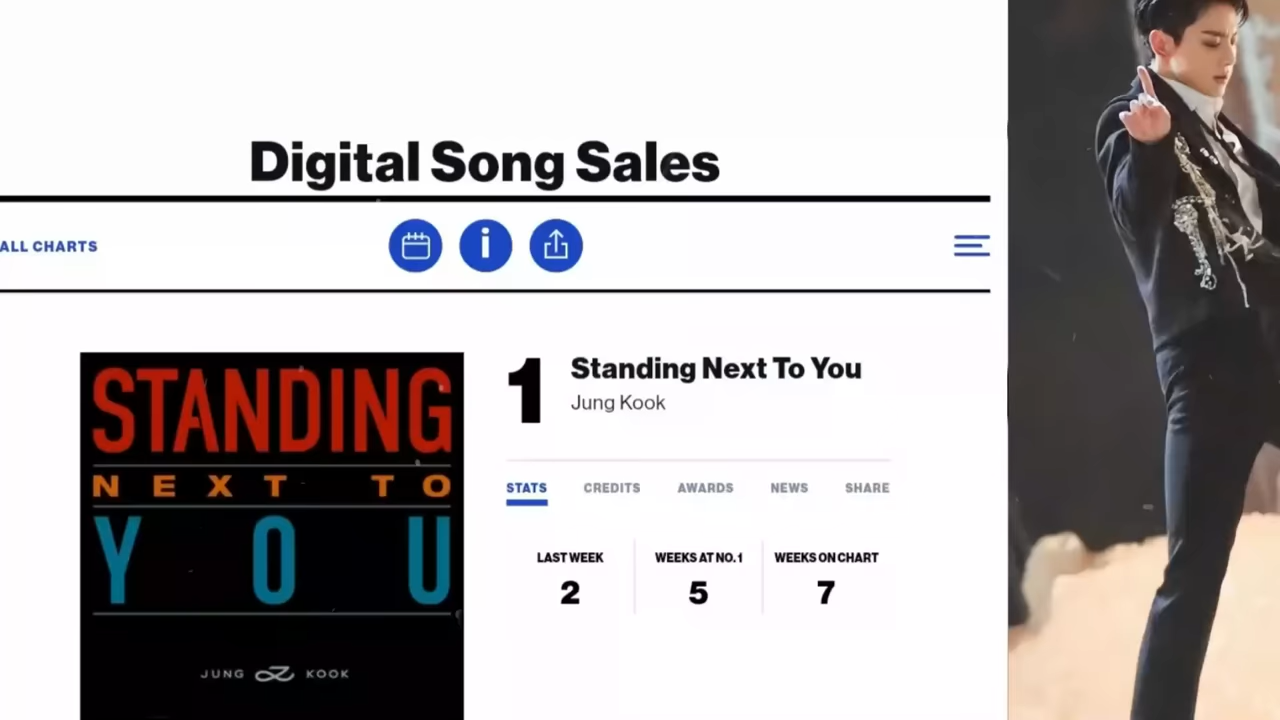 Digital Song Sales
ALL CHARTS
STANDING
NEXT TO
YOU
JUNG KOOK
1
Standing Next To You
Jung Kook
STATS CREDITS AWARDS NEWS SHARE
LAST WEEK WEEKS AT NO.1 WEEKS ON CHART
2 5 7